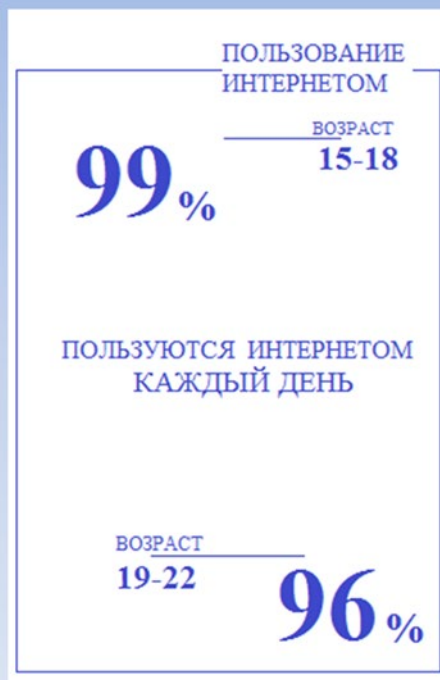 ПОЛЬЗОВАНИЕ
ИНТЕРНЕТОМ
ВОЗРАСТ
15-18
99%
ПОЛЬЗУЮТСЯ ИНТЕРНЕТОМ
КАЖДЫЙ ДЕНЬ
ВОЗРАСТ
19-22
96%